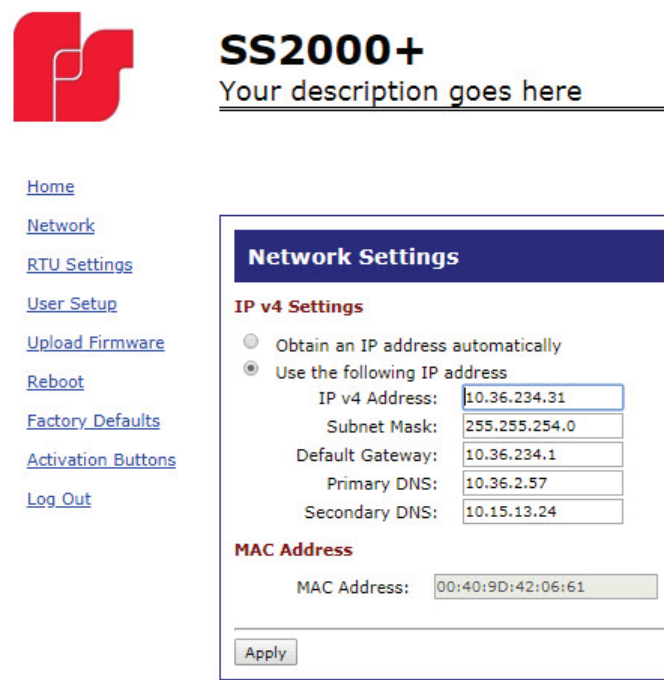 SS2000+
Your description goes here
Home
Network
RTU Settings
User Setup
Upload Firmware
Reboot
Factory Defaults
Activation Buttons
Log Out
Network Settings
IP v4 Settings
Obtain an IP address automatically
Use the following IP address
IP v4 Address: 10.36.234.31
Subnet Mask: 255.255.254.0
Default Gateway: 10.36.234.1
Primary DNS: 10.36.2.57
Secondary DNS: 10.15.13.24
MAC Address
MAC Address: 00:40:9D:42:06:61
Apply